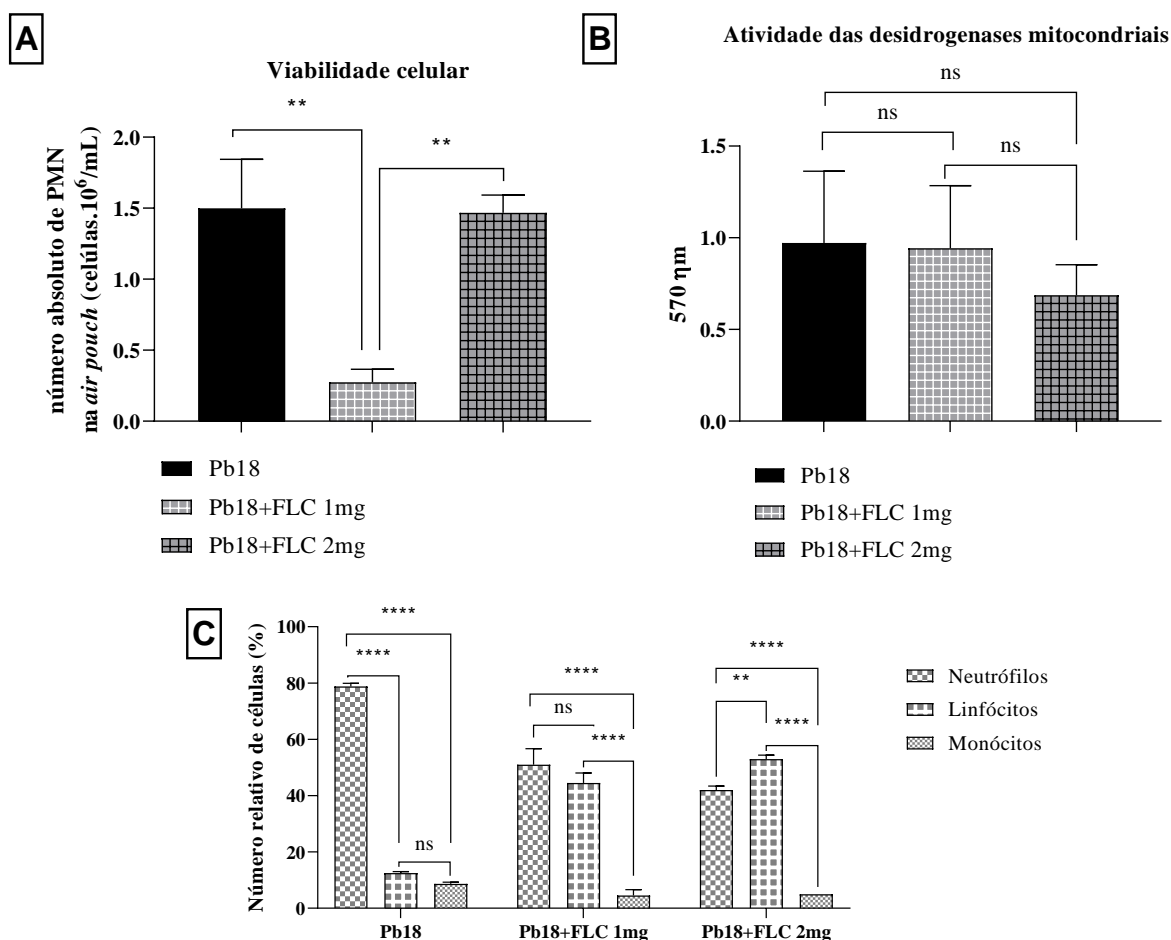 A
Viabilidade celular
**
**
número absoluto de PMN
na air pouch (celúlas.10⁶/mL)
2.0
1.5
1.0
0.5
0.0
Pb18
Pb18+FLC 1mg
Pb18+FLC 2mg
B
Atividade das desidrogenases mitocondriais
ns
ns
ns
570 ηm
1.5
1.0
0.5
0.0
Pb18
Pb18+FLC 1mg
Pb18+FLC 2mg
C
Número relativo de células (%)
100
80
60
40
20
0
****
****
ns
****
ns
****
****
**
****
Pb18
Pb18+FLC 1mg
Pb18+FLC 2mg
Neutrófilos
Linfócitos
Monócitos